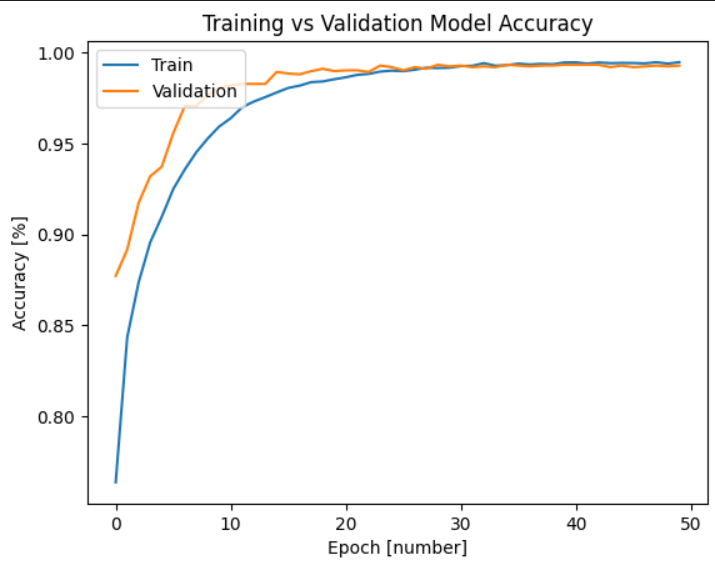 Training vs Validation Model Accuracy
1.00
0.95
0.90
0.85
0.80
Accuracy [%]
Train
Validation
0
10
20
30
40
50
Epoch [number]